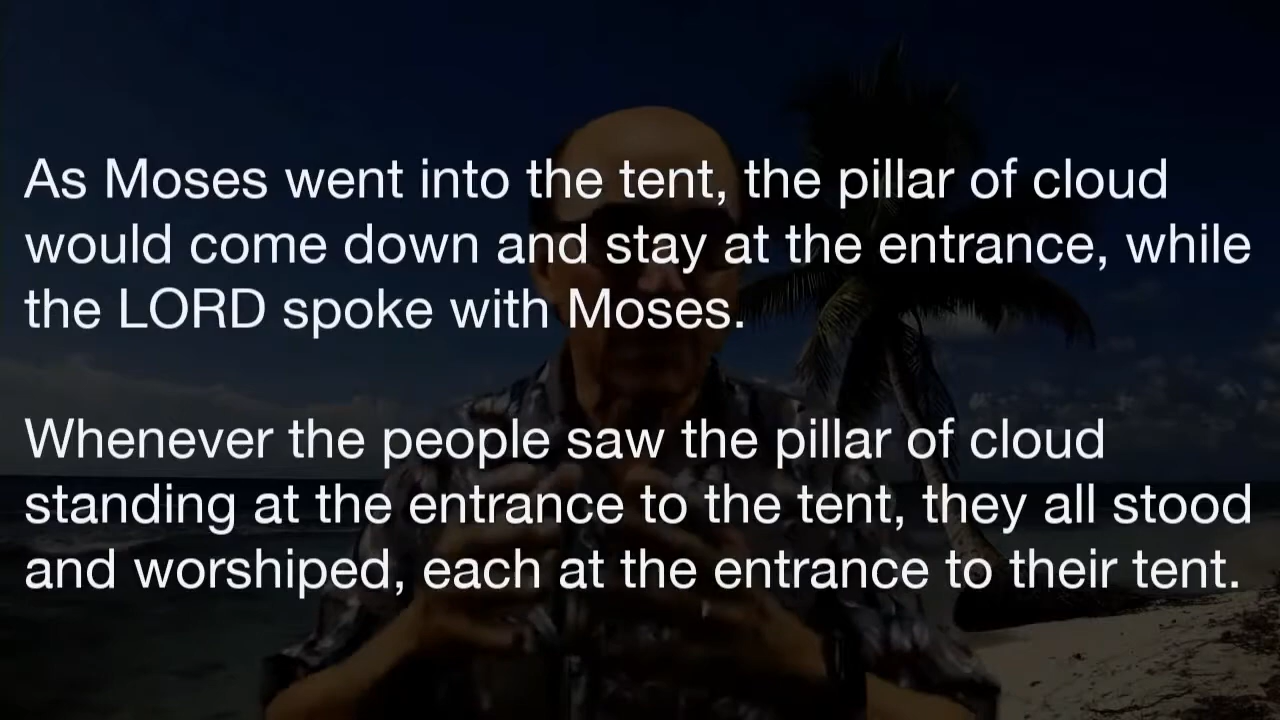 As Moses went into the tent, the pillar of cloud
would come down and stay at the entrance, while
the LORD spoke with Moses.
Whenever the people saw the pillar of cloud
standing at the entrance to the tent, they all stood
and worshiped, each at the entrance to their tent.